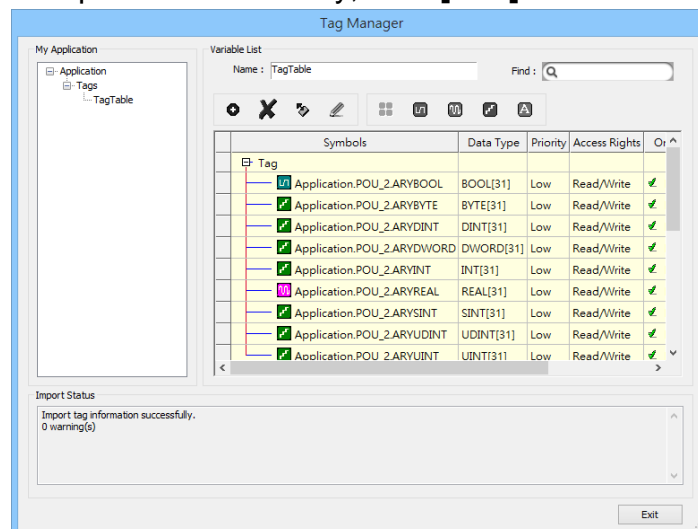 Tag Manager
My Application
Application
Tags
TagTable
Variable List
Name : TagTable
Find :
A
Symbols Data Type Priority Access Rights
Tag
Application.POU_2.ARYBOOL BOOL[31] Low Read/Write
Application.POU_2.ARYBYTE BYTE[31] Low Read/Write
Application.POU_2.ARYDINT DINT[31] Low Read/Write
Application.POU_2.ARYDWORD DWORD[31] Low Read/Write
Application.POU_2.ARYINT INT[31] Low Read/Write
Application.POU_2.ARYREAL REAL[31] Low Read/Write
Application.POU_2.ARYSINT SINT[31] Low Read/Write
Application.POU_2.ARYUDINT UDINT[31] Low Read/Write
Application.POU_2.ARYUINT UINT[31] Low Read/Write
Import Status
Import tag information successfully.
0 warning(s)
Exit